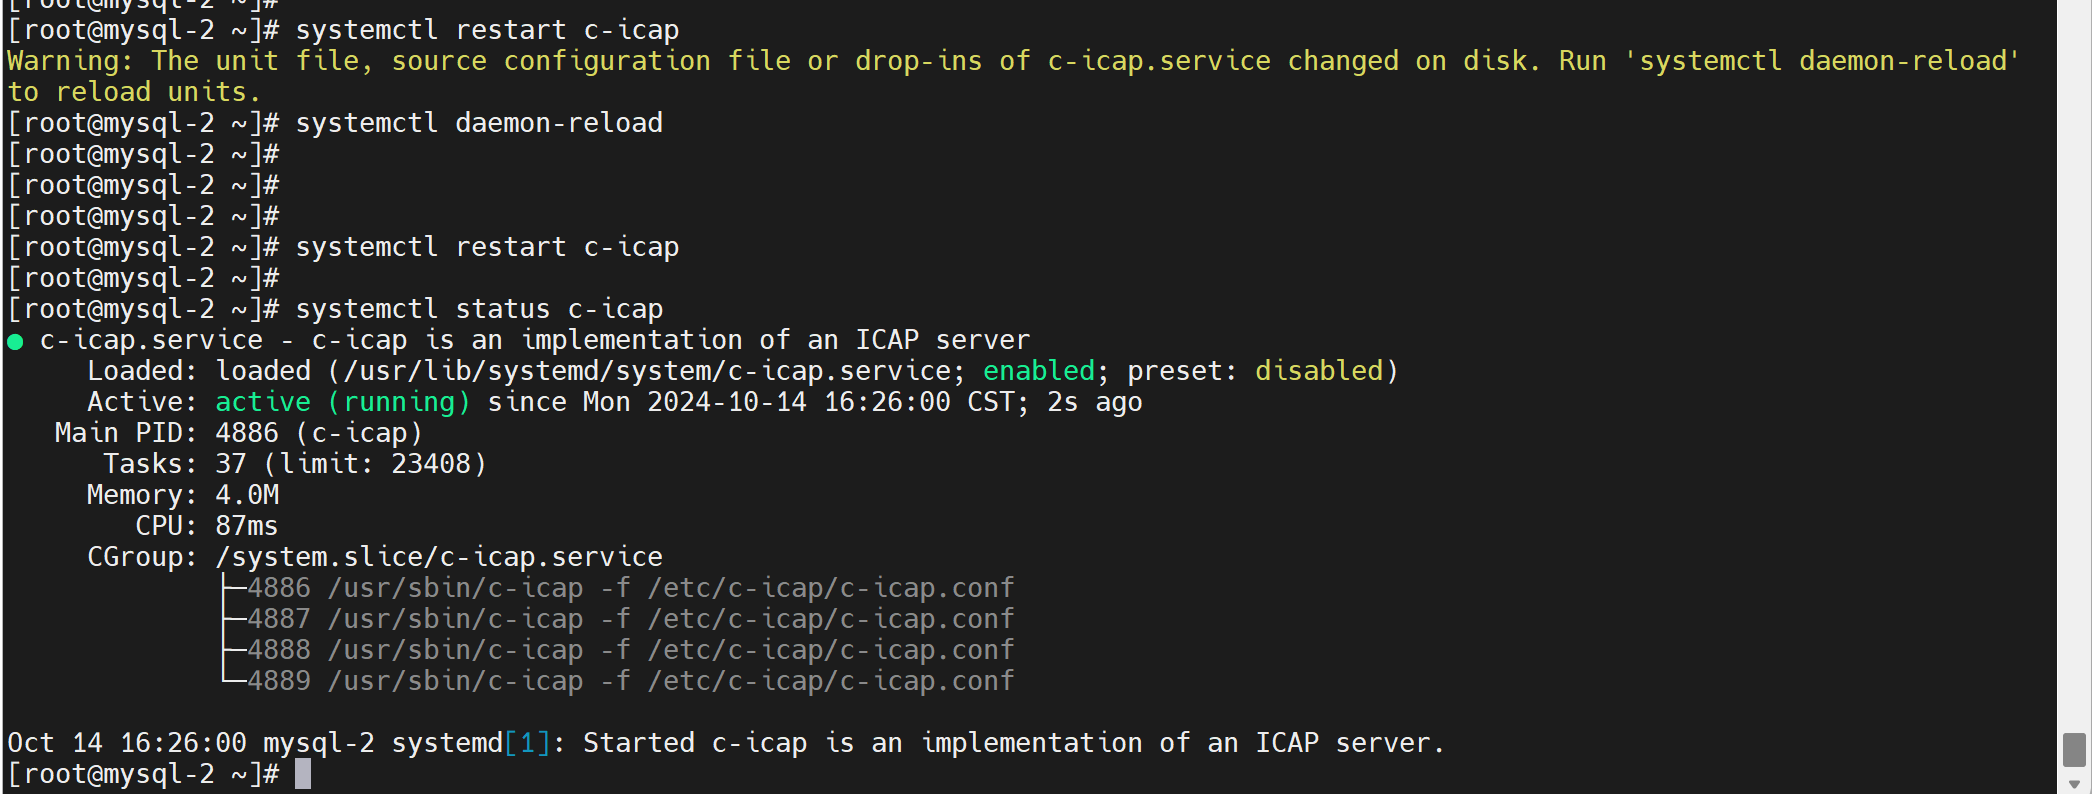 [root@mysql-2 ~]#
[root@mysql-2 ~]# systemctl restart c-icap
Warning: The unit file, source configuration file or drop-ins of c-icap.service changed on disk. Run 'systemctl daemon-reload'
to reload units.
[root@mysql-2 ~]# systemctl daemon-reload
[root@mysql-2 ~]#
[root@mysql-2 ~]#
[root@mysql-2 ~]#
[root@mysql-2 ~]# systemctl restart c-icap
[root@mysql-2 ~]#
[root@mysql-2 ~]# systemctl status c-icap
● c-icap.service - c-icap is an implementation of an ICAP server
     Loaded: loaded (/usr/lib/systemd/system/c-icap.service; enabled; preset: disabled)
     Active: active (running) since Mon 2024-10-14 16:26:00 CST; 2s ago
   Main PID: 4886 (c-icap)
      Tasks: 37 (limit: 23408)
     Memory: 4.0M
        CPU: 87ms
     CGroup: /system.slice/c-icap.service
             ├─4886 /usr/sbin/c-icap -f /etc/c-icap/c-icap.conf
             ├─4887 /usr/sbin/c-icap -f /etc/c-icap/c-icap.conf
             ├─4888 /usr/sbin/c-icap -f /etc/c-icap/c-icap.conf
             └─4889 /usr/sbin/c-icap -f /etc/c-icap/c-icap.conf

Oct 14 16:26:00 mysql-2 systemd[1]: Started c-icap is an implementation of an ICAP server.
[root@mysql-2 ~]#